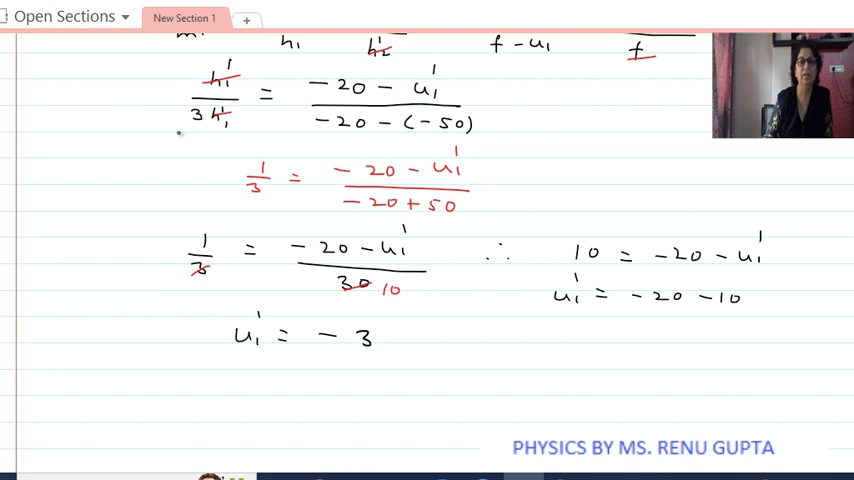 Open Sections
New Section 1
+
h₁ f - u₁ f
h₁' / 3h₁' = -20 - u₁' / -20 - (-50)
1/3 = -20 - u₁' / -20 + 50
1/3 = -20 - u₁' / 30 10 ∴ 10 = -20 - u₁'
u₁' = -20 - 10
u₁' = - 3
PHYSICS BY MS. RENU GUPTA